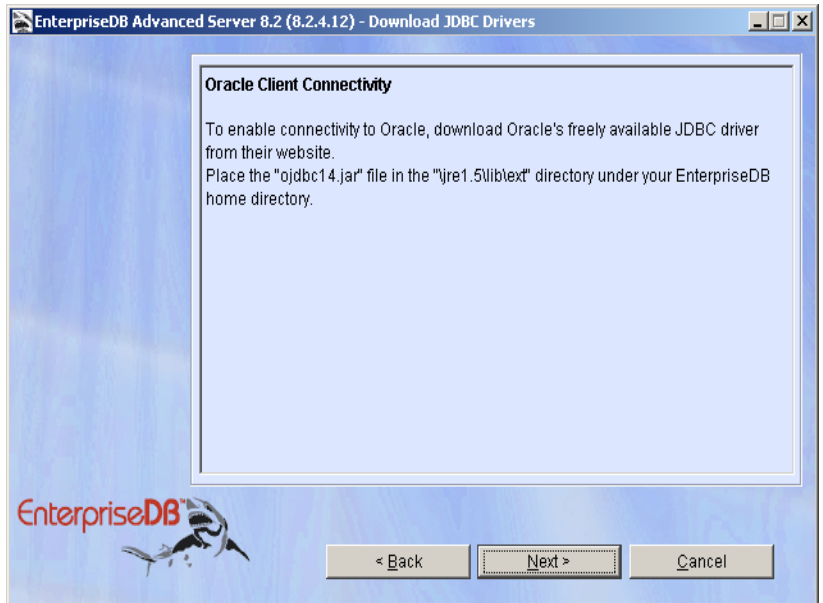 EnterpriseDB Advanced Server 8.2 (8.2.4.12) - Download JDBC Drivers
Oracle Client Connectivity
To enable connectivity to Oracle, download Oracle's freely available JDBC driver
from their website.
Place the "ojdbc14.jar" file in the "\jre1.5\lib\ext" directory under your EnterpriseDB
home directory.
EnterpriseDB™
< Back
Next >
Cancel